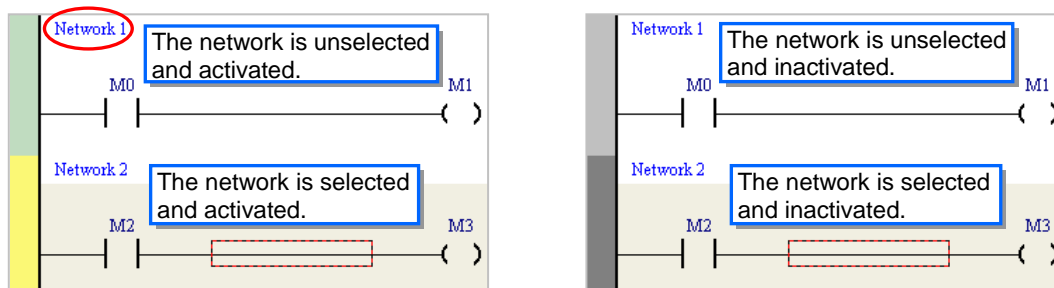 Network 1
The network is unselected
and activated.
M0
M1
Network 2
The network is selected
and activated.
M2
M3
Network 1
The network is unselected
and inactivated.
M0
M1
Network 2
The network is selected
and inactivated.
M2
M3